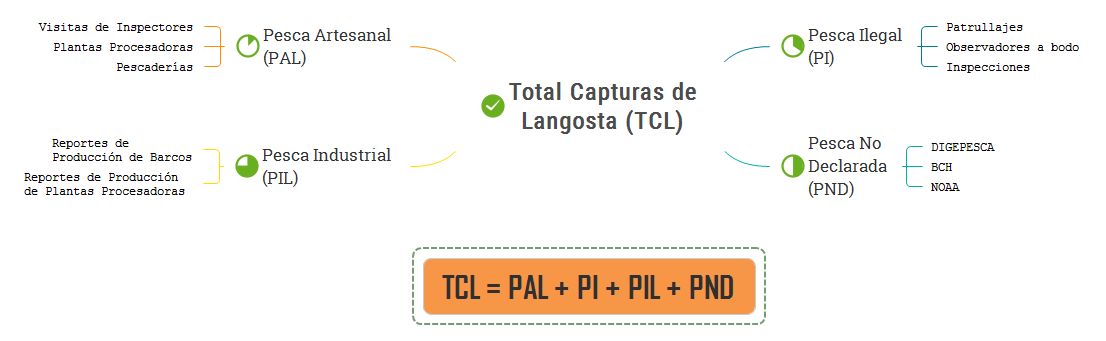 Visitas de Inspectores
Plantas Procesadoras
Pescaderías
Pesca Artesanal
(PAL)
Reportes de
Producción de Barcos
Reportes de Producción
de Plantas Procesadoras
Pesca Industrial
(PIL)
Total Capturas de
Langosta (TCL)
Pesca Ilegal
(PI)
Patrullajes
Observadores a bodo
Inspecciones
Pesca No
Declarada
(PND)
DIGEPESCA
BCH
NOAA
TCL = PAL + PI + PIL + PND